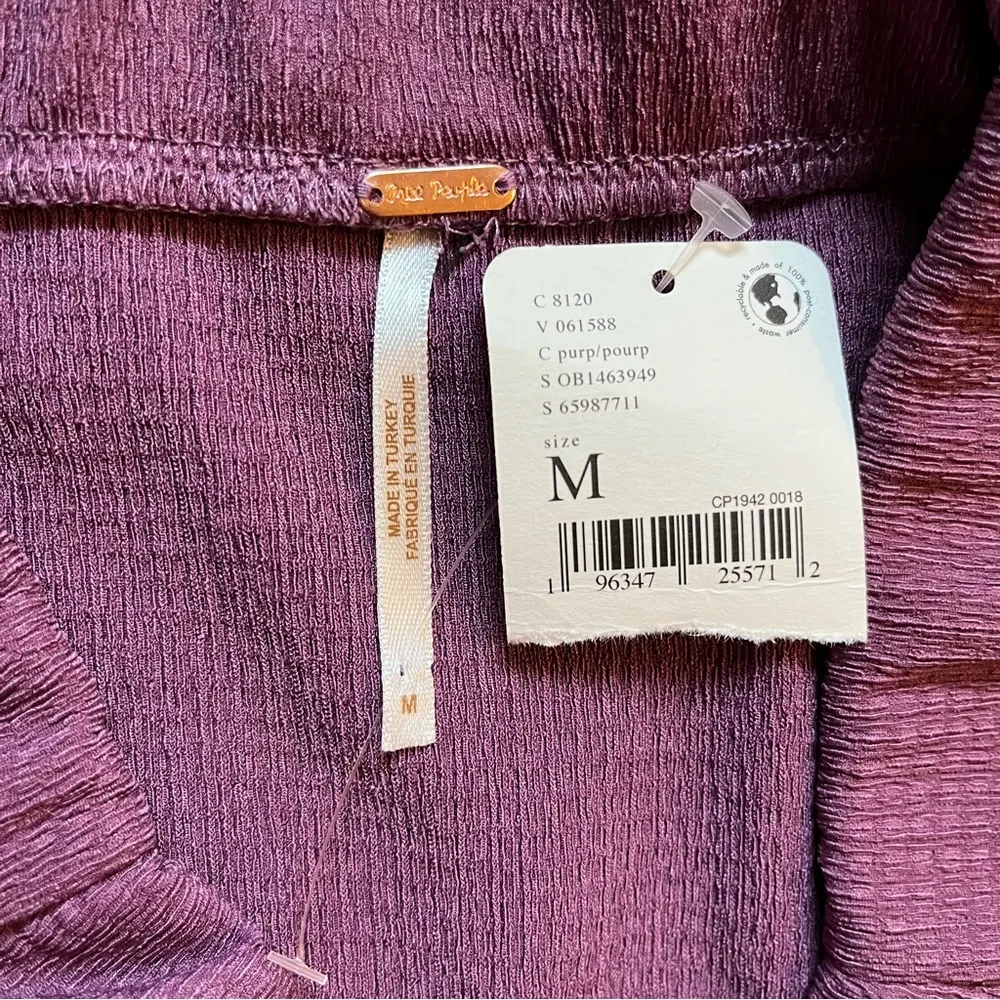 Free People
MADE IN TURKEY
FABRIQUÉ EN TURQUIE
M
recyclable & made of 100% post-consumer waste •
C 8120
V 061588
C purp/pourp
S OB1463949
S 65987711
size
M
CP1942 0018
1 96347 25571 2